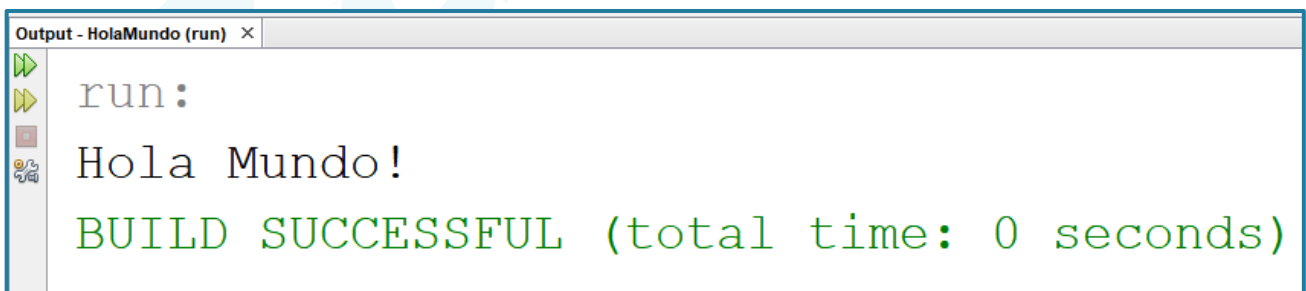 Output - HolaMundo (run) ×
run:
Hola Mundo!
BUILD SUCCESSFUL (total time: 0 seconds)